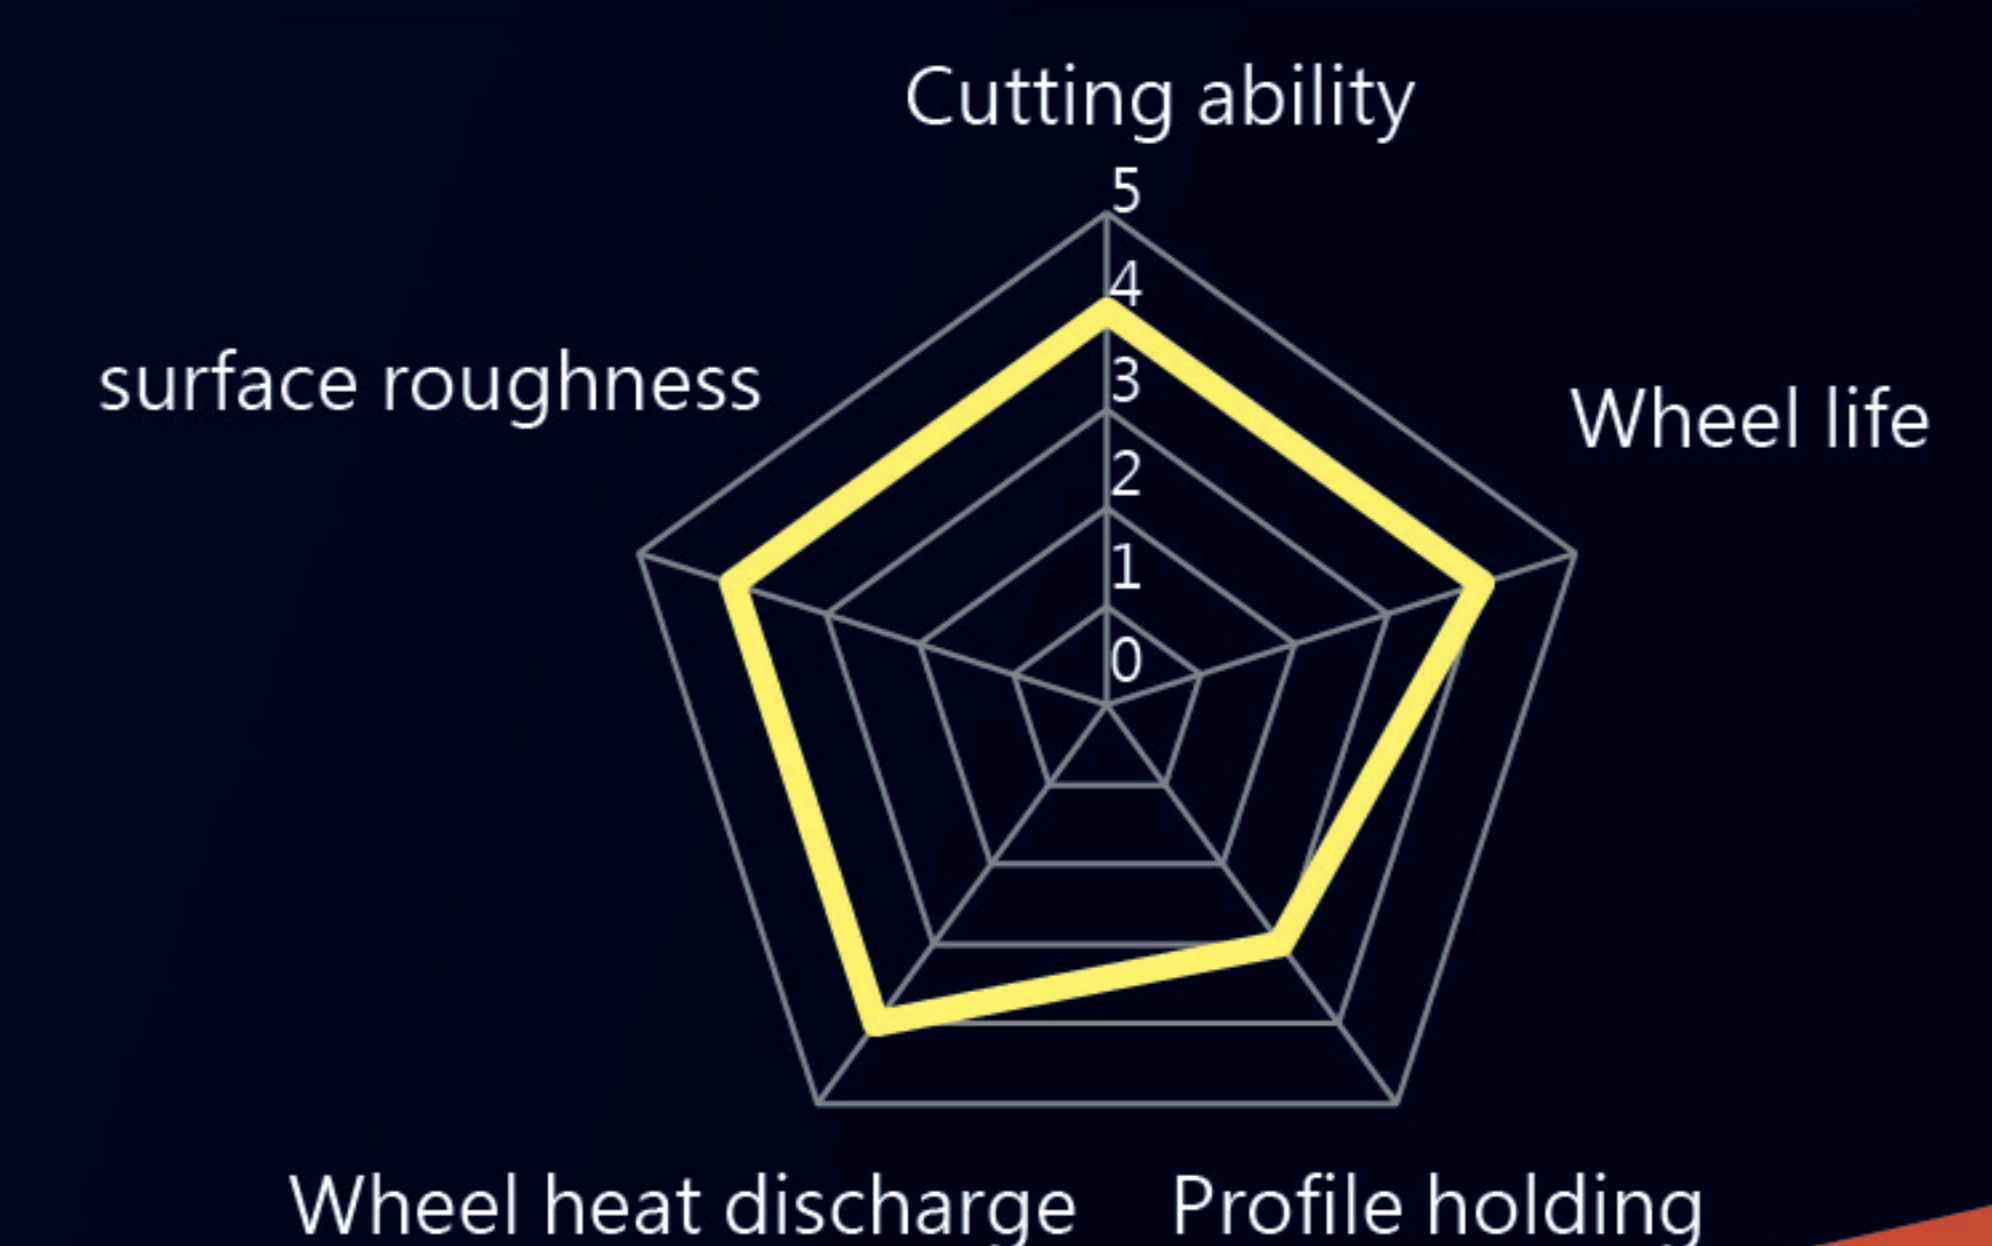 Cutting ability
5
4
surface roughness
3
Wheel life
2
1
0
Wheel heat discharge
Profile holding